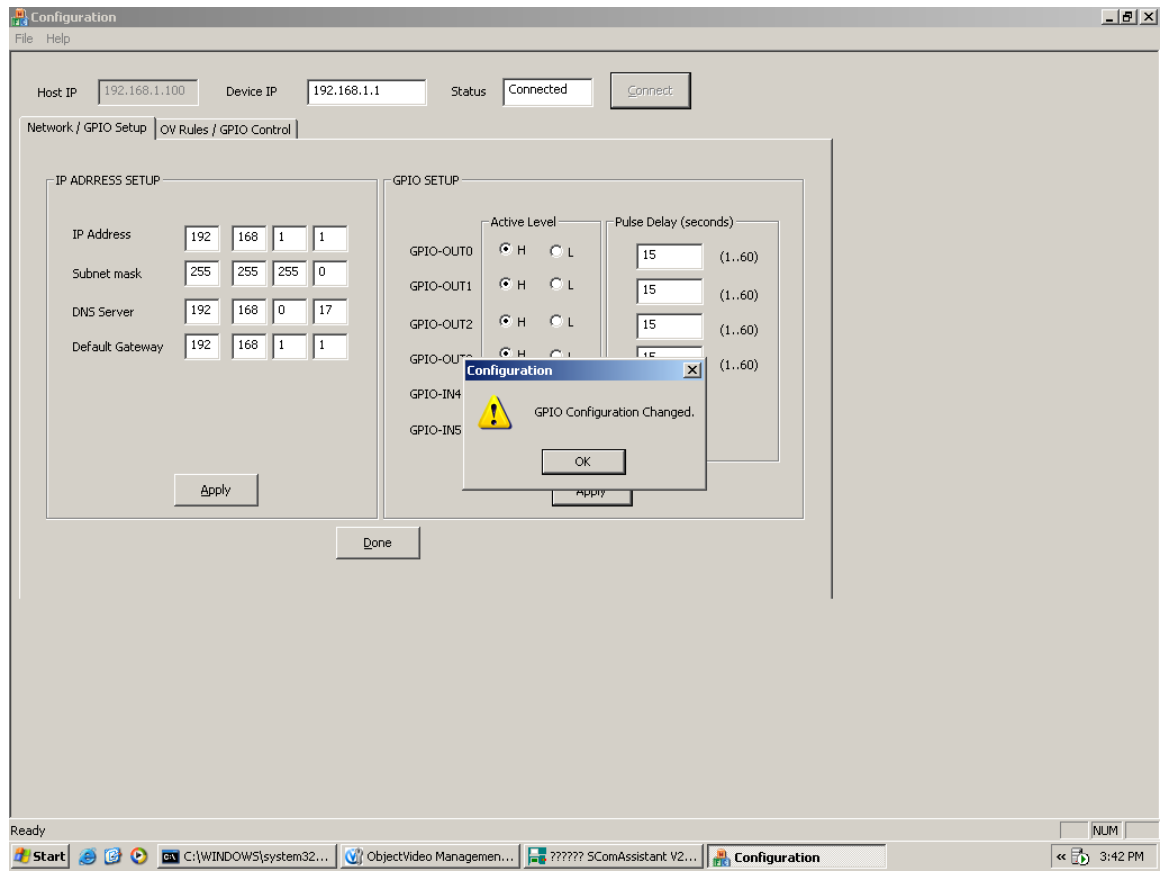 Configuration
File Help
Host IP 192.168.1.100 Device IP 192.168.1.1 Status Connected Connect
Network / GPIO Setup OV Rules / GPIO Control
IP ADRRESS SETUP
IP Address 192 168 1 1
Subnet mask 255 255 255 0
DNS Server 192 168 0 17
Default Gateway 192 168 1 1
Apply
GPIO SETUP
Active Level Pulse Delay (seconds)
GPIO-OUT0 H L 15 (1..60)
GPIO-OUT1 H L 15 (1..60)
GPIO-OUT2 H L 15 (1..60)
H L 15 (1..60)
GPIO-IN4
GPIO-IN5
Apply
Configuration
GPIO Configuration Changed.
OK
Done
Ready NUM
Start C:\WINDOWS\system32... ObjectVideo Managemen... ?????? SComAssistant V2... Configuration « 3:42 PM